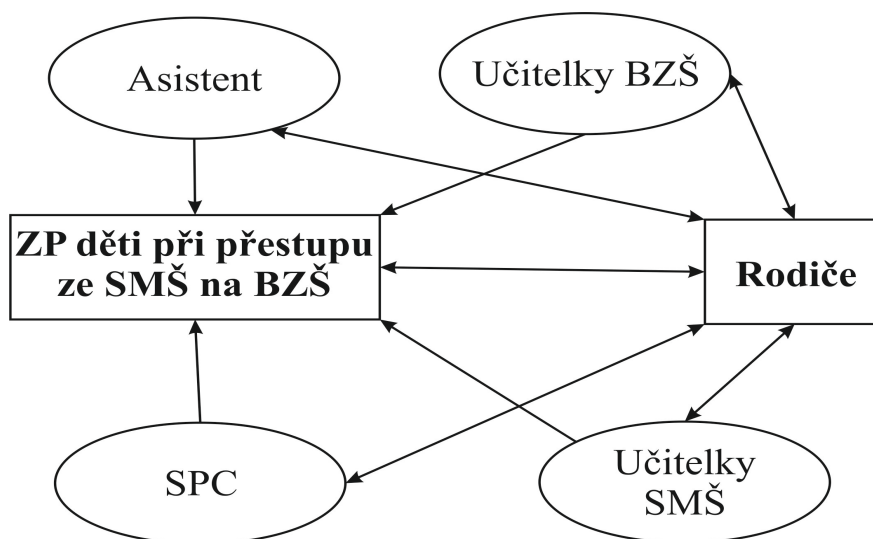 Asistent
Učitelky BZŠ
ZP děti při přestupu
ze SMŠ na BZŠ
Rodiče
SPC
Učitelky
SMŠ